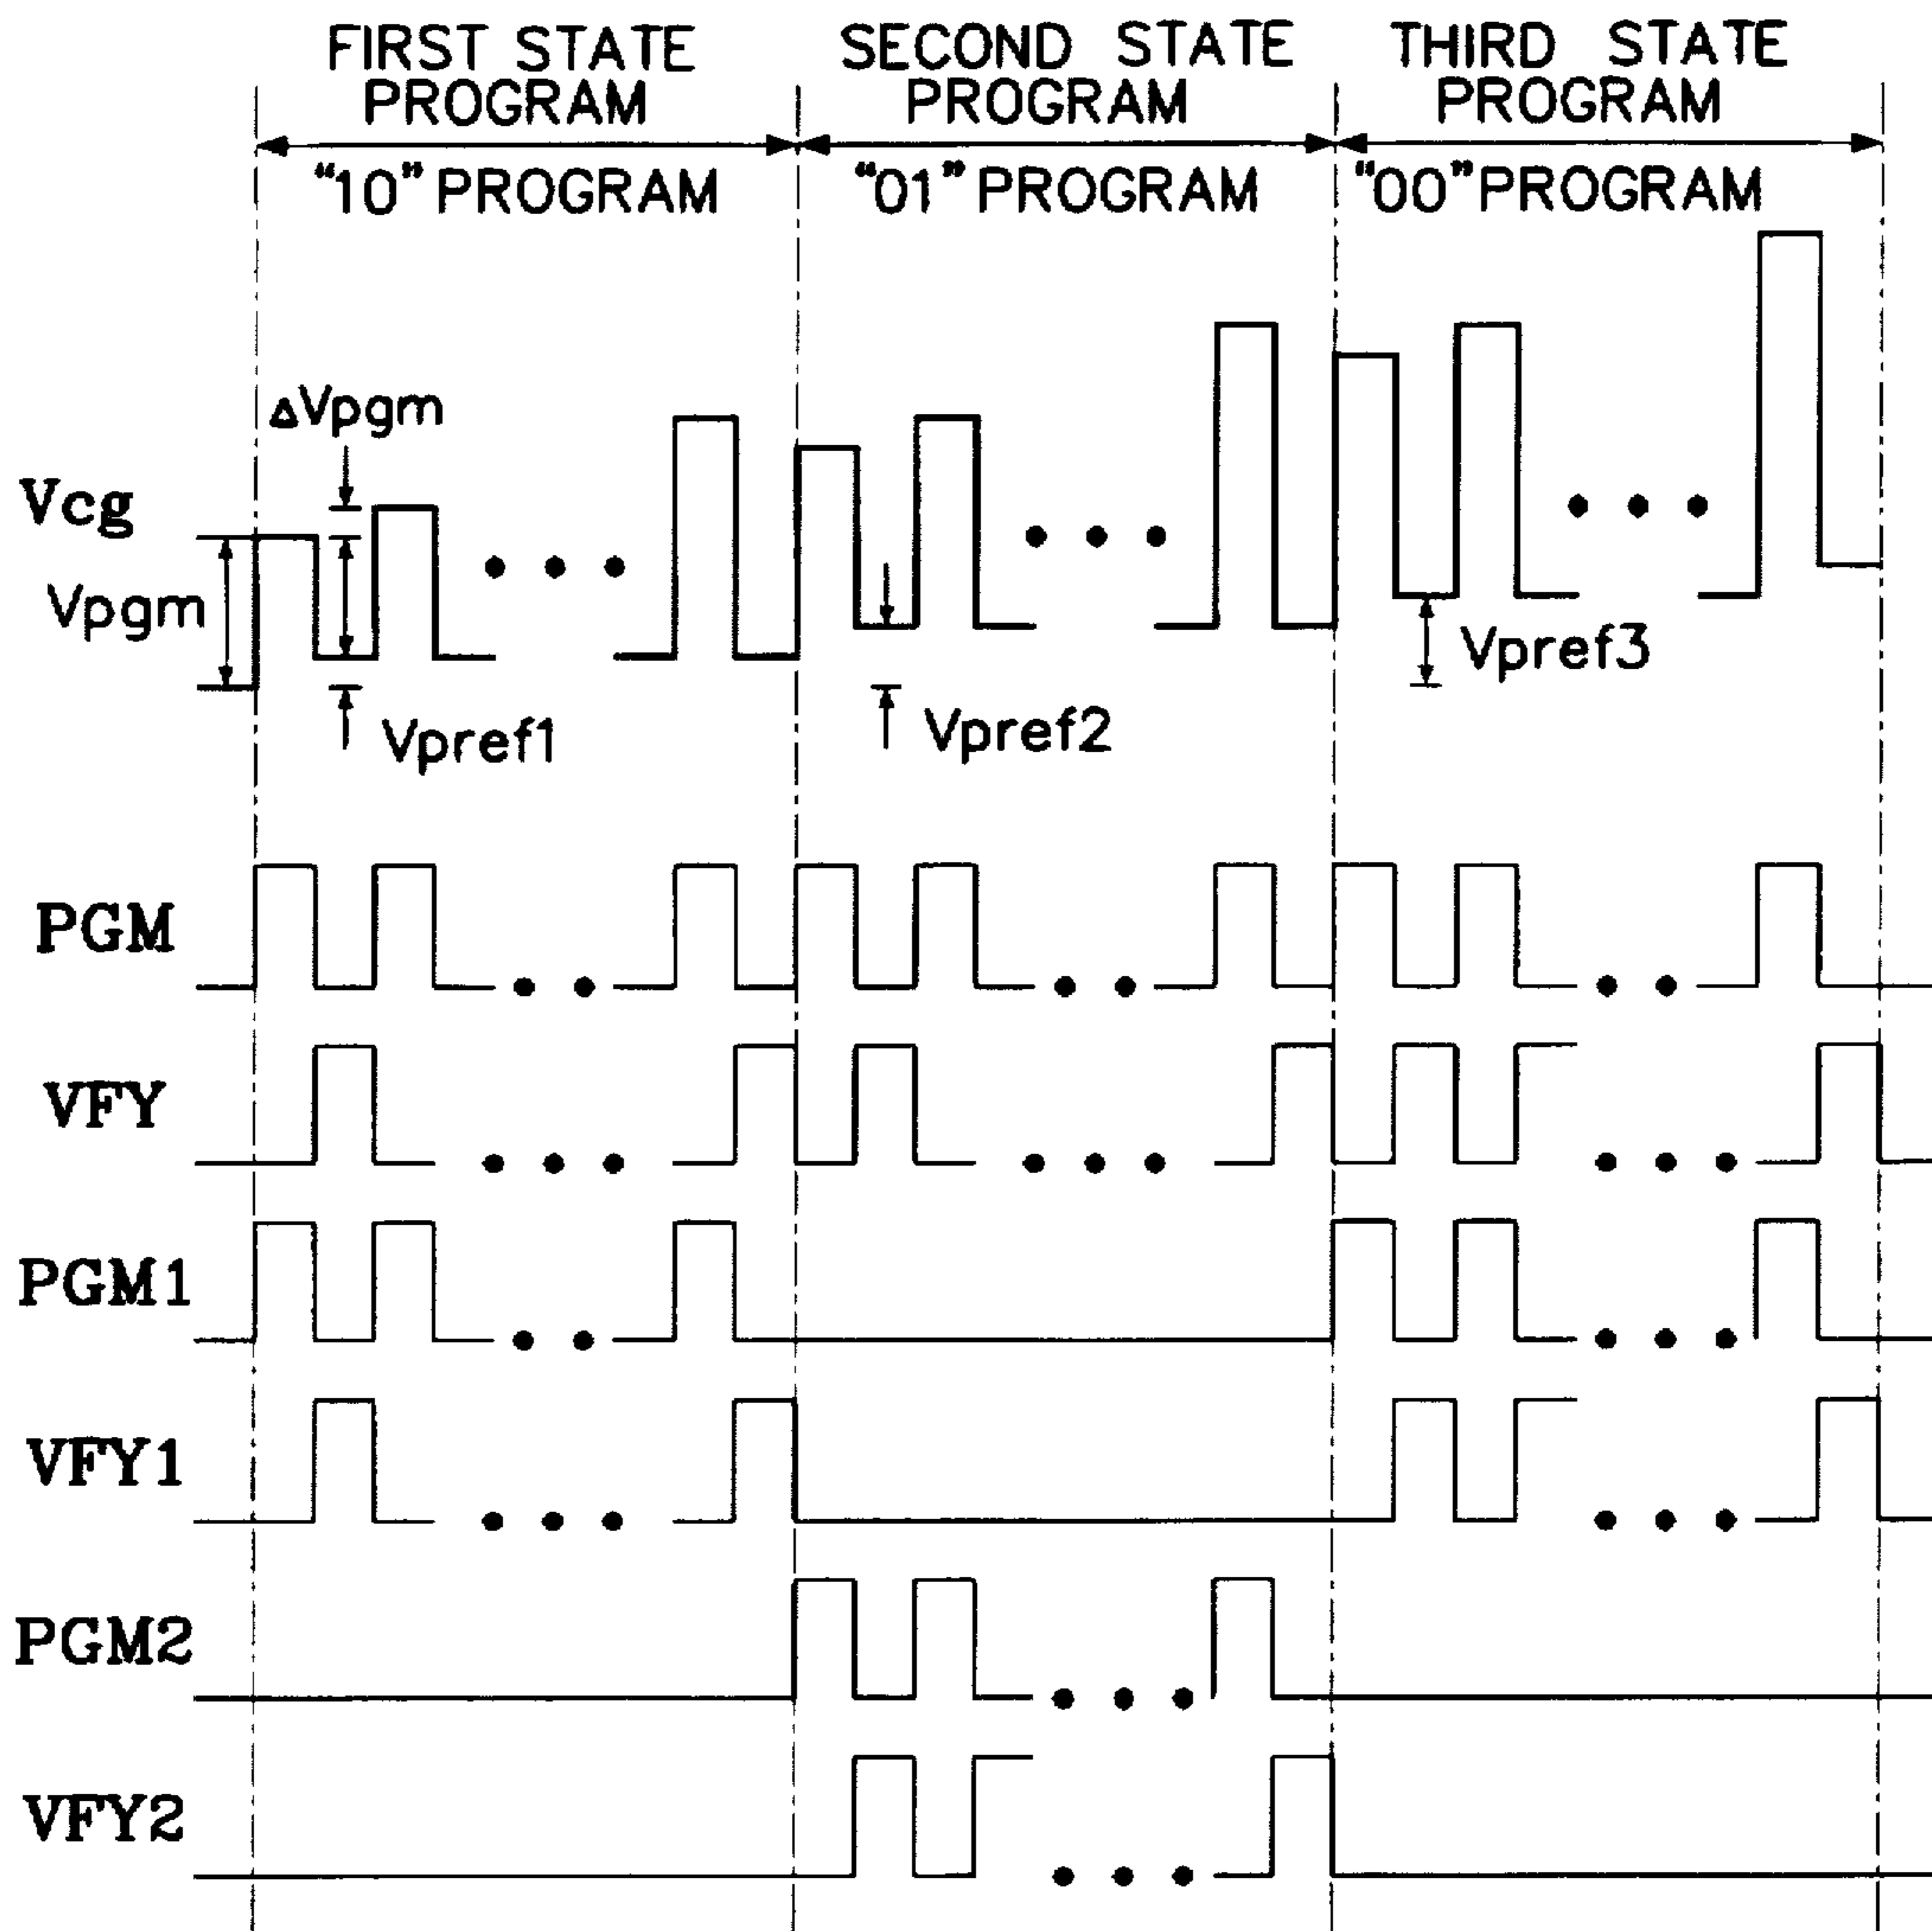 FIRST STATE PROGRAM
SECOND STATE PROGRAM
THIRD STATE PROGRAM
“10” PROGRAM
“01” PROGRAM
“00” PROGRAM
ΔVpgm
Vcg
Vpgm
Vpref1
Vpref2
Vpref3
PGM
VFY
PGM1
VFY1
PGM2
VFY2